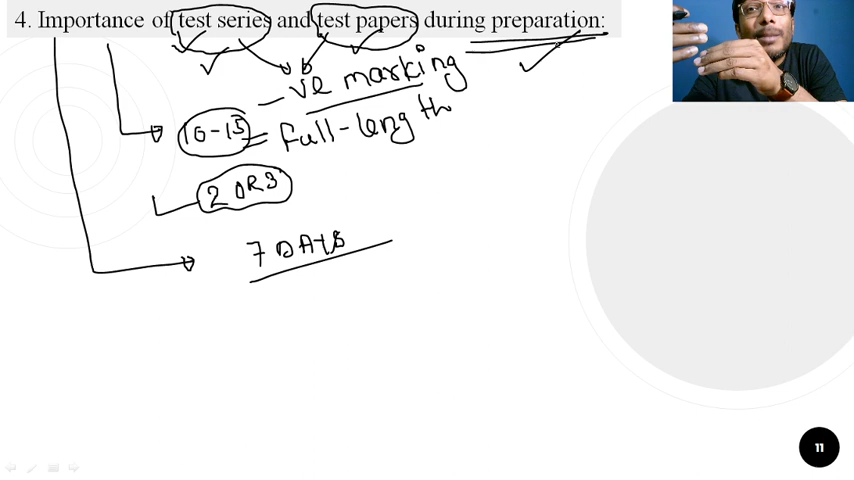 4. Importance of test series and test papers during preparation:
- ve marking
10-15 = full-length
2 OR 3
7 DAYS
11